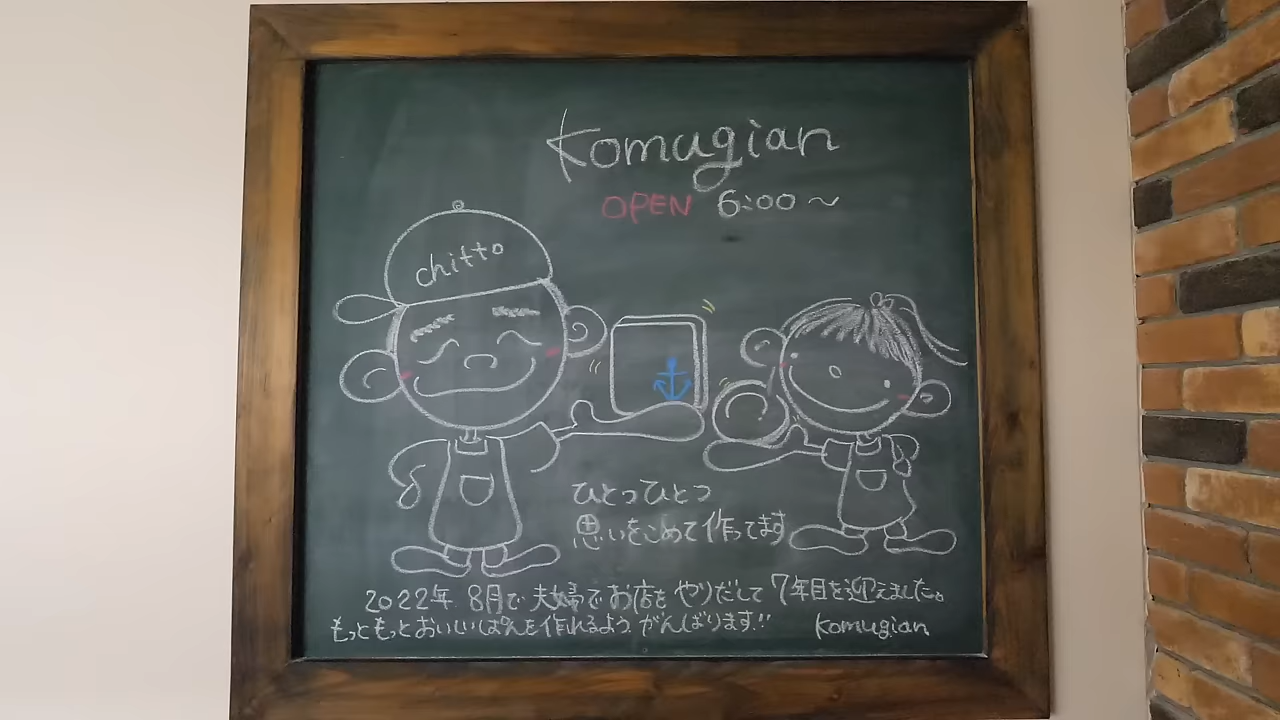 Komugian
OPEN 6:00～
chitto
ひとつひとつ
思いをこめて作ってます
2022年 8月で夫婦でお店をやりだして 7年目を迎えました。
もっともっとおいしいぱんを作れるよう がんばります!!
Komugian